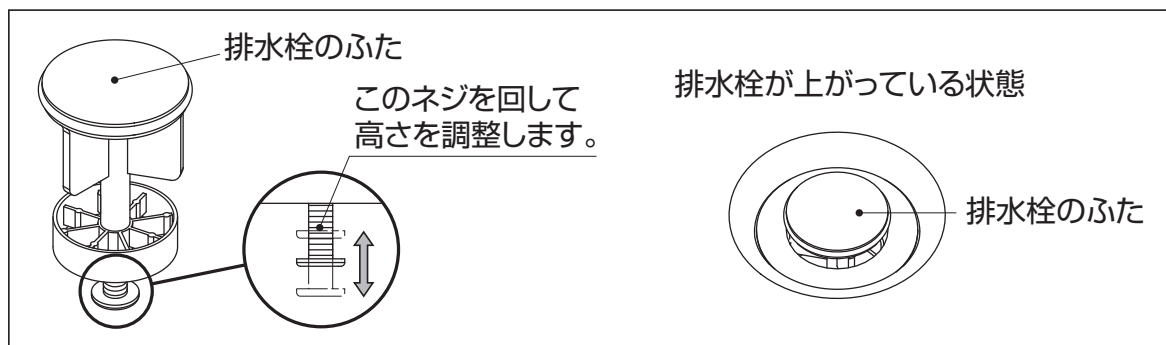 排水栓のふた
このネジを回して
高さを調整します。
排水栓が上がっている状態
排水栓のふた